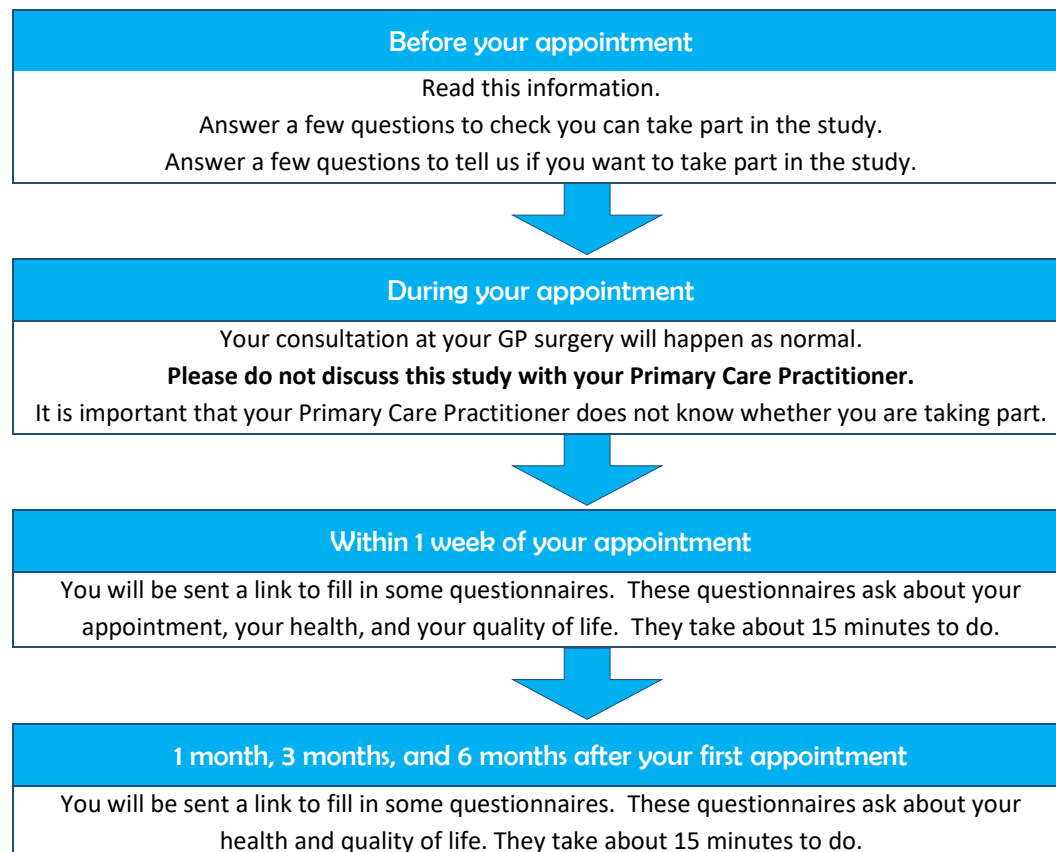 Before your appointment
Read this information.
Answer a few questions to check you can take part in the study.
Answer a few questions to tell us if you want to take part in the study.
During your appointment
Your consultation at your GP surgery will happen as normal.
Please do not discuss this study with your Primary Care Practitioner.
It is important that your Primary Care Practitioner does not know whether you are taking part.
Within 1 week of your appointment
You will be sent a link to fill in some questionnaires.  These questionnaires ask about your
appointment, your health, and your quality of life.  They take about 15 minutes to do.
1 month, 3 months, and 6 months after your first appointment
You will be sent a link to fill in some questionnaires.  These questionnaires ask about your
health and quality of life. They take about 15 minutes to do.